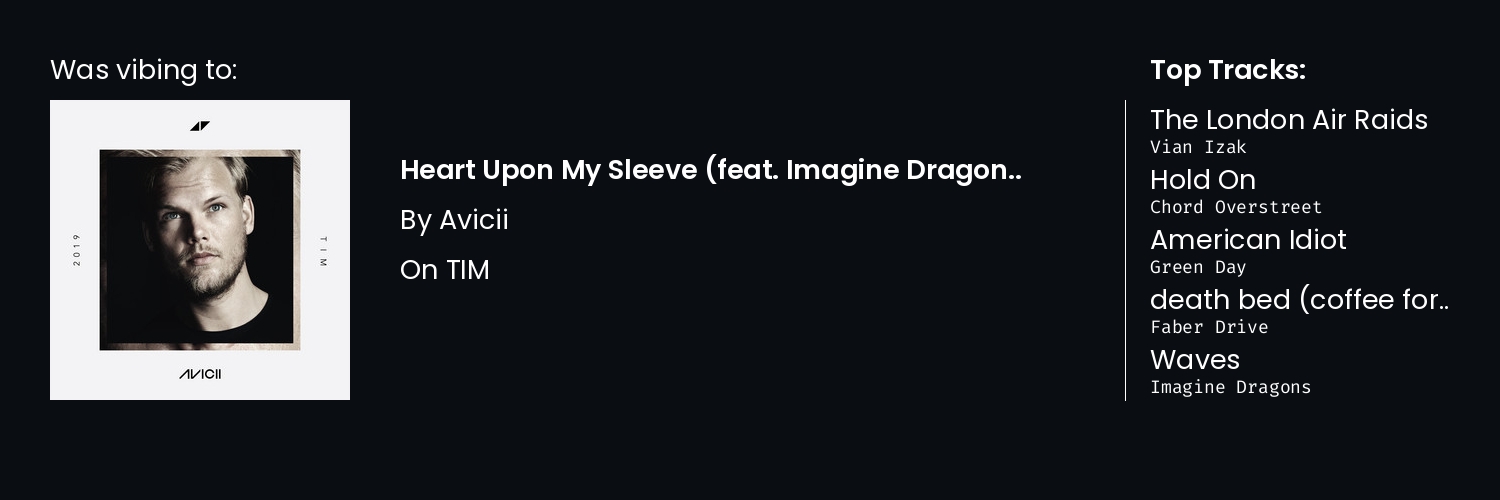 Was vibing to:
2019
TIM
AVICII
Heart Upon My Sleeve (feat. Imagine Dragon..
By Avicii
On TIM
Top Tracks:
The London Air Raids
Vian Izak
Hold On
Chord Overstreet
American Idiot
Green Day
death bed (coffee for..
Faber Drive
Waves
Imagine Dragons